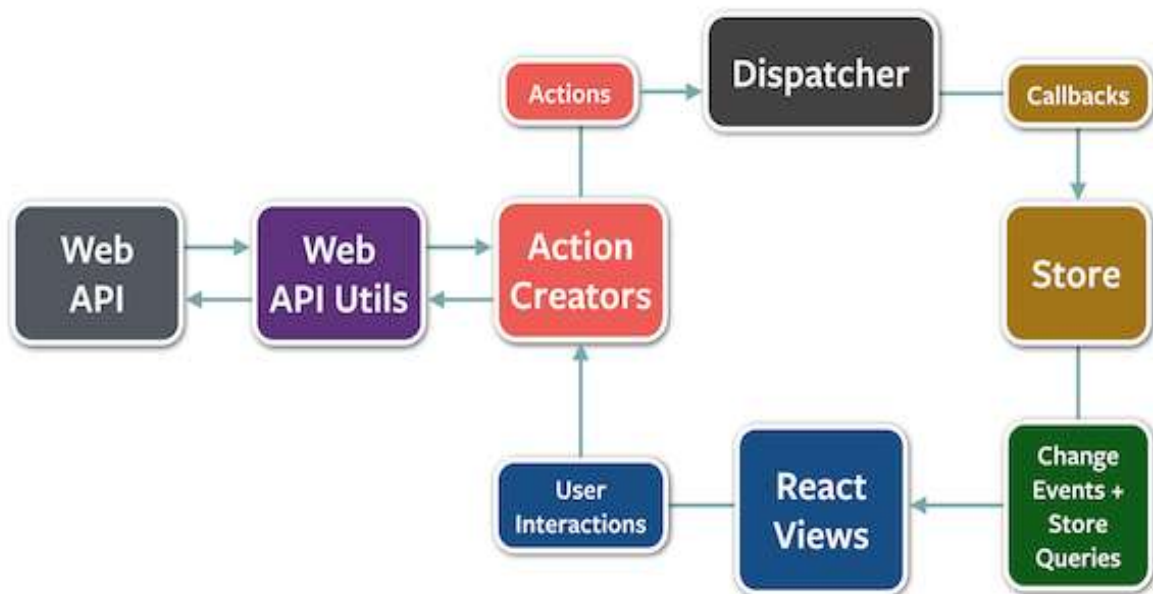 Dispatcher
Actions
Callbacks
Web
API
Web
API Utils
Action
Creators
Store
User
Interactions
React
Views
Change
Events +
Store
Queries